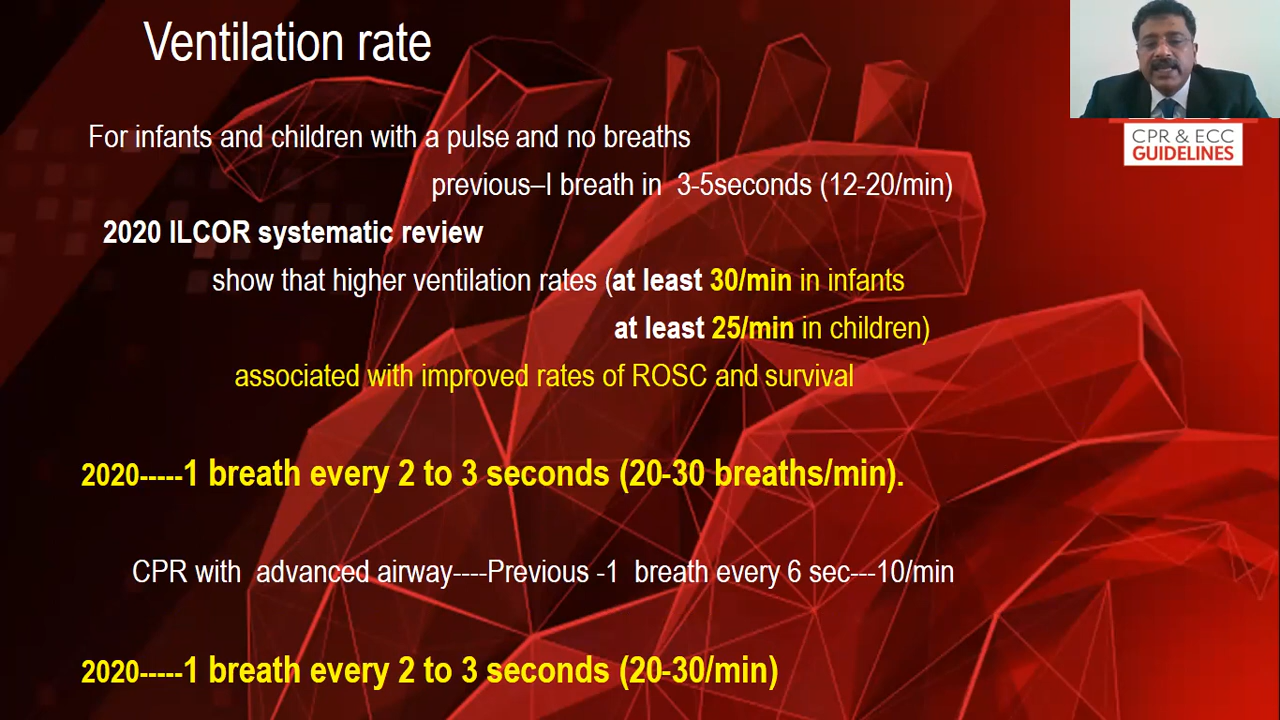 Ventilation rate
CPR & ECC
GUIDELINES
For infants and children with a pulse and no breaths
previous–I breath in 3-5seconds (12-20/min)
2020 ILCOR systematic review
show that higher ventilation rates (at least 30/min in infants
at least 25/min in children)
associated with improved rates of ROSC and survival
2020-----1 breath every 2 to 3 seconds (20-30 breaths/min).
CPR with advanced airway----Previous -1 breath every 6 sec---10/min
2020-----1 breath every 2 to 3 seconds (20-30/min)